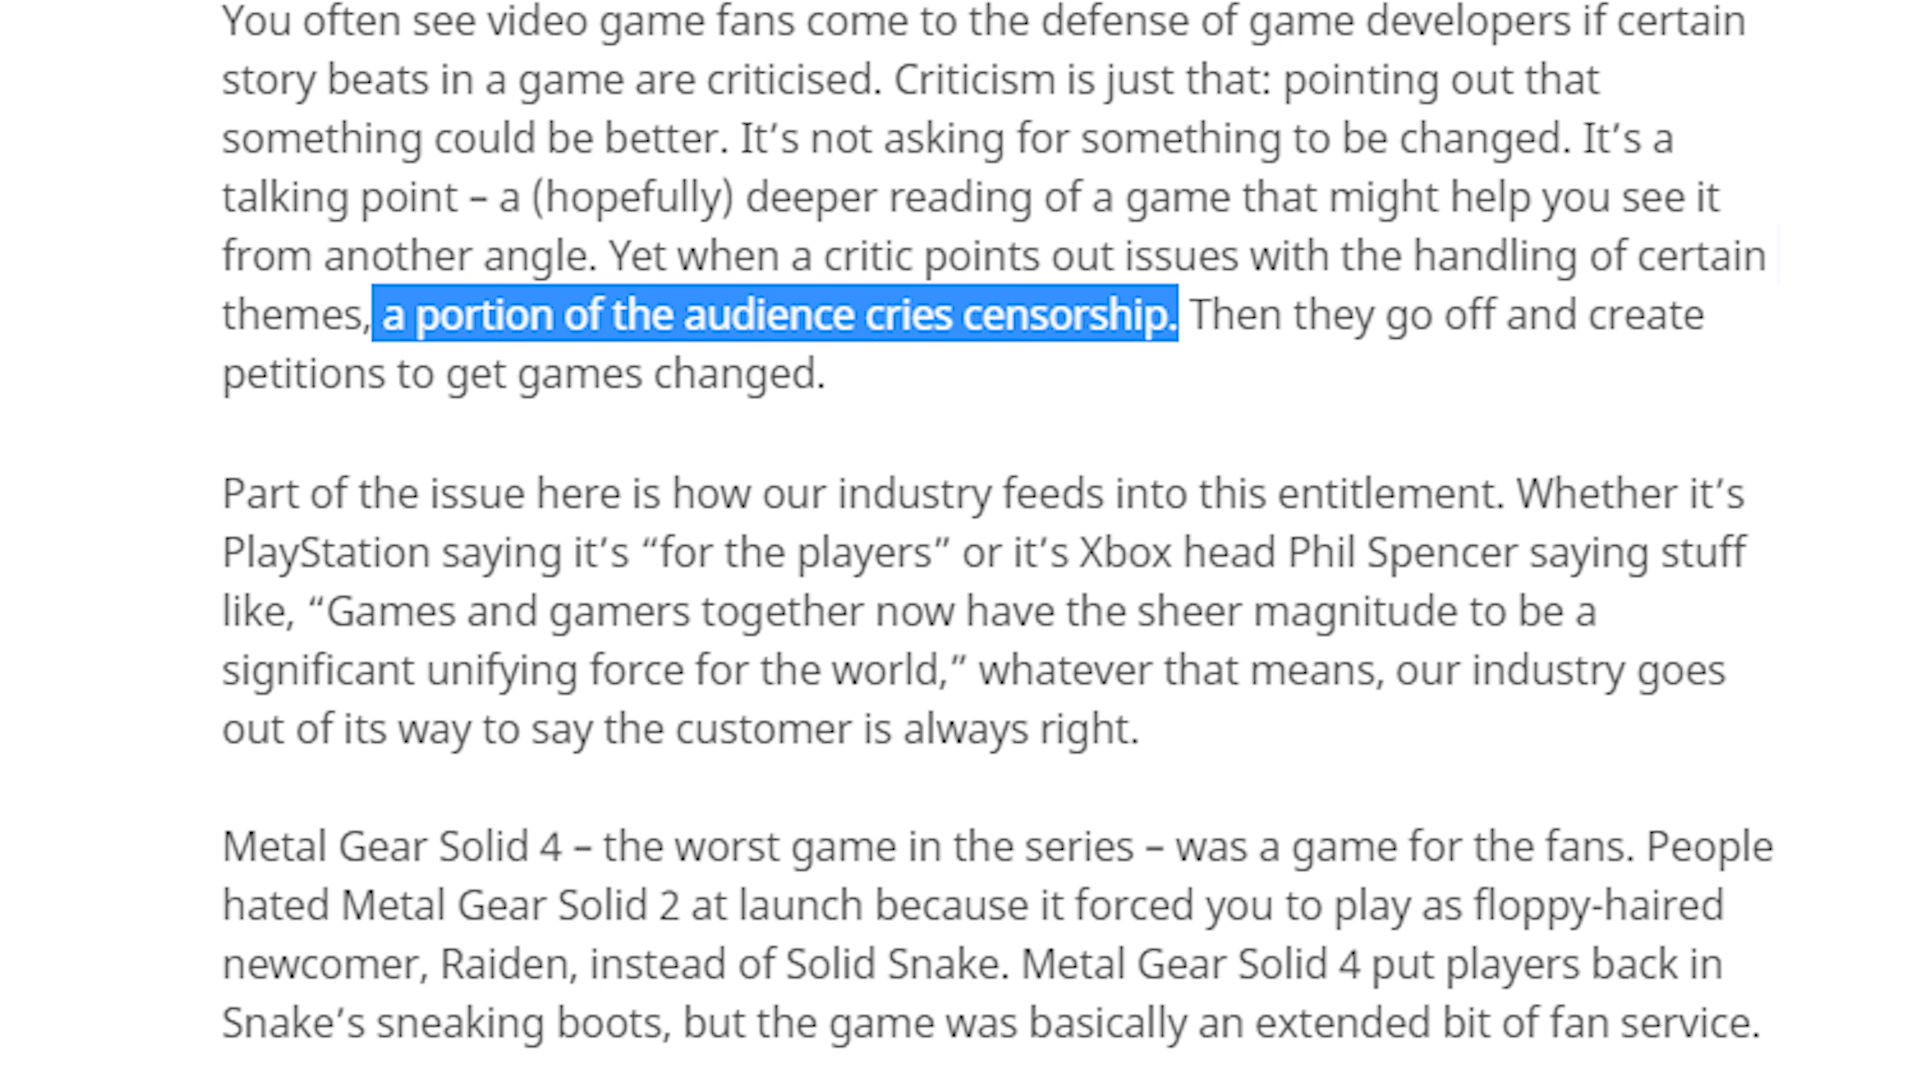 You often see video game fans come to the defense of game developers if certain
story beats in a game are criticised. Criticism is just that: pointing out that
something could be better. It’s not asking for something to be changed. It’s a
talking point – a (hopefully) deeper reading of a game that might help you see it
from another angle. Yet when a critic points out issues with the handling of certain
themes, a portion of the audience cries censorship. Then they go off and create
petitions to get games changed.
Part of the issue here is how our industry feeds into this entitlement. Whether it’s
PlayStation saying it’s “for the players” or it’s Xbox head Phil Spencer saying stuff
like, “Games and gamers together now have the sheer magnitude to be a
significant unifying force for the world,” whatever that means, our industry goes
out of its way to say the customer is always right.
Metal Gear Solid 4 – the worst game in the series – was a game for the fans. People
hated Metal Gear Solid 2 at launch because it forced you to play as floppy-haired
newcomer, Raiden, instead of Solid Snake. Metal Gear Solid 4 put players back in
Snake’s sneaking boots, but the game was basically an extended bit of fan service.